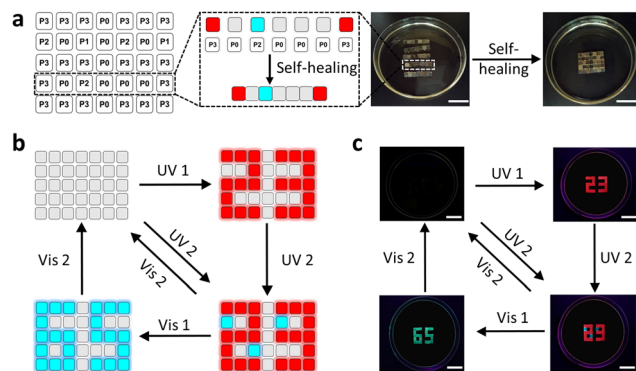 a
P3 P3 P3 P0 P3 P3 P3
P2 P0 P1 P0 P2 P0 P1
P3 P3 P3 P0 P3 P3 P3
P3 P0 P2 P0 P0 P0 P3
P3 P3 P3 P0 P3 P3 P3
P3 P0 P2 P0 P0 P0 P3
Self-healing
Self-
healing
b
UV 1
UV 2
Vis 2
UV 2
Vis 2
Vis 1
c
UV 1
23
UV 2
Vis 2
UV 2
Vis 2
65
Vis 1
89